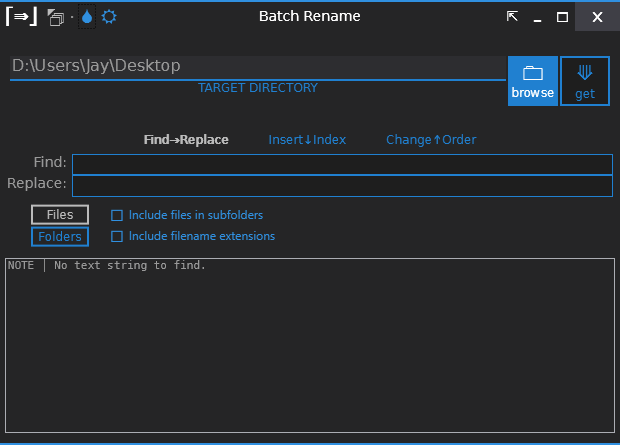 Batch Rename
D:\Users\Jay\Desktop
TARGET DIRECTORY
browse
get
Find→Replace
Insert↓Index
Change↑Order
Find:
Replace:
Files
Include files in subfolders
Folders
Include filename extensions
NOTE │ No text string to find.